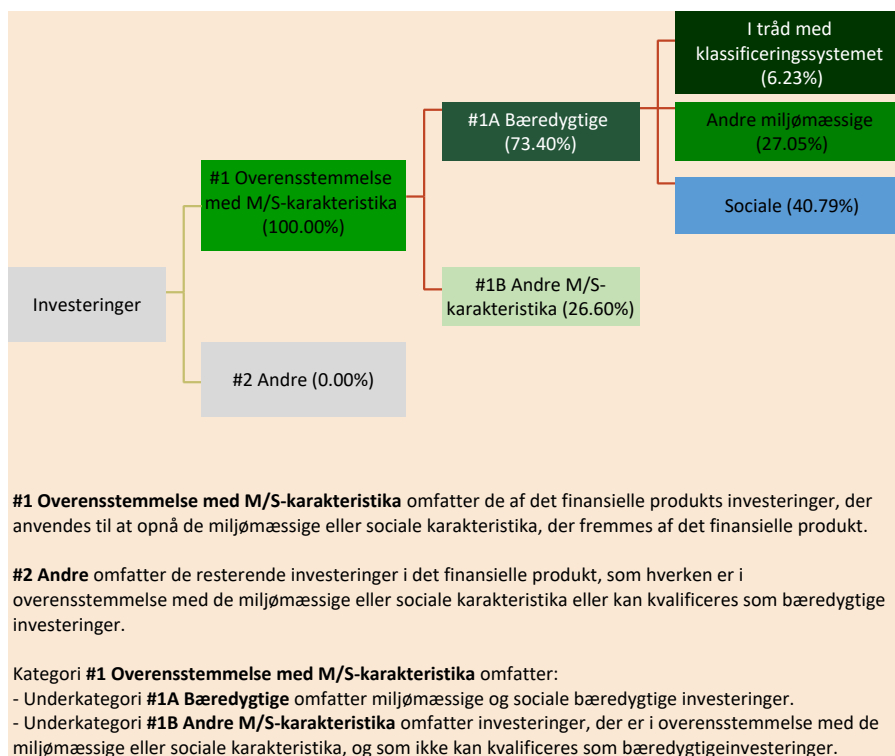 I tråd med
klassificeringssystemet
(6.23%)
#1A Bæredygtige
(73.40%)
Andre miljømæssige
(27.05%)
#1 Overensstemmelse
med M/S-karakteristika
(100.00%)
Sociale (40.79%)
Investeringer
#1B Andre M/S-
karakteristika (26.60%)
#2 Andre (0.00%)
#1 Overensstemmelse med M/S-karakteristika omfatter de af det finansielle produkts investeringer, der
anvendes til at opnå de miljømæssige eller sociale karakteristika, der fremmes af det finansielle produkt.
#2 Andre omfatter de resterende investeringer i det finansielle produkt, som hverken er i
overensstemmelse med de miljømæssige eller sociale karakteristika eller kan kvalificeres som bæredygtige
investeringer.
Kategori #1 Overensstemmelse med M/S-karakteristika omfatter:
- Underkategori #1A Bæredygtige omfatter miljømæssige og sociale bæredygtige investeringer.
- Underkategori #1B Andre M/S-karakteristika omfatter investeringer, der er i overensstemmelse med de
miljømæssige eller sociale karakteristika, og som ikke kan kvalificeres som bæredygtigeinvesteringer.